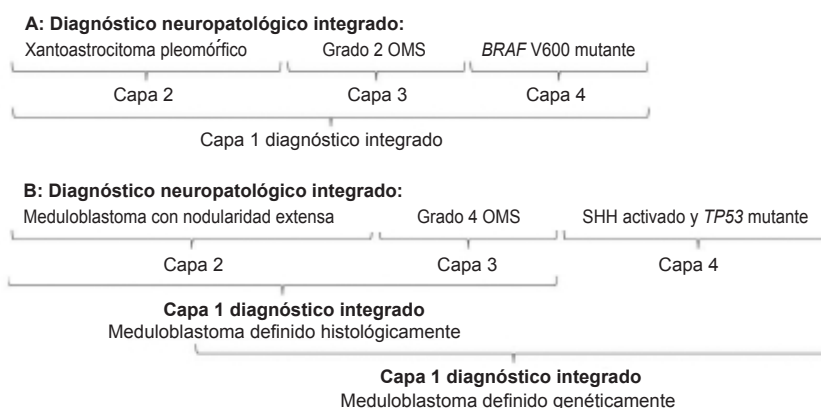 A: Diagnóstico neuropatológico integrado:
Xantoastrocitoma pleomórfico Grado 2 OMS BRAF V600 mutante
Capa 2 Capa 3 Capa 4
Capa 1 diagnóstico integrado
B: Diagnóstico neuropatológico integrado:
Meduloblastoma con nodularidad extensa Grado 4 OMS SHH activado y TP53 mutante
Capa 2 Capa 3 Capa 4
Capa 1 diagnóstico integrado
Meduloblastoma definido histológicamente
Capa 1 diagnóstico integrado
Meduloblastoma definido genéticamente